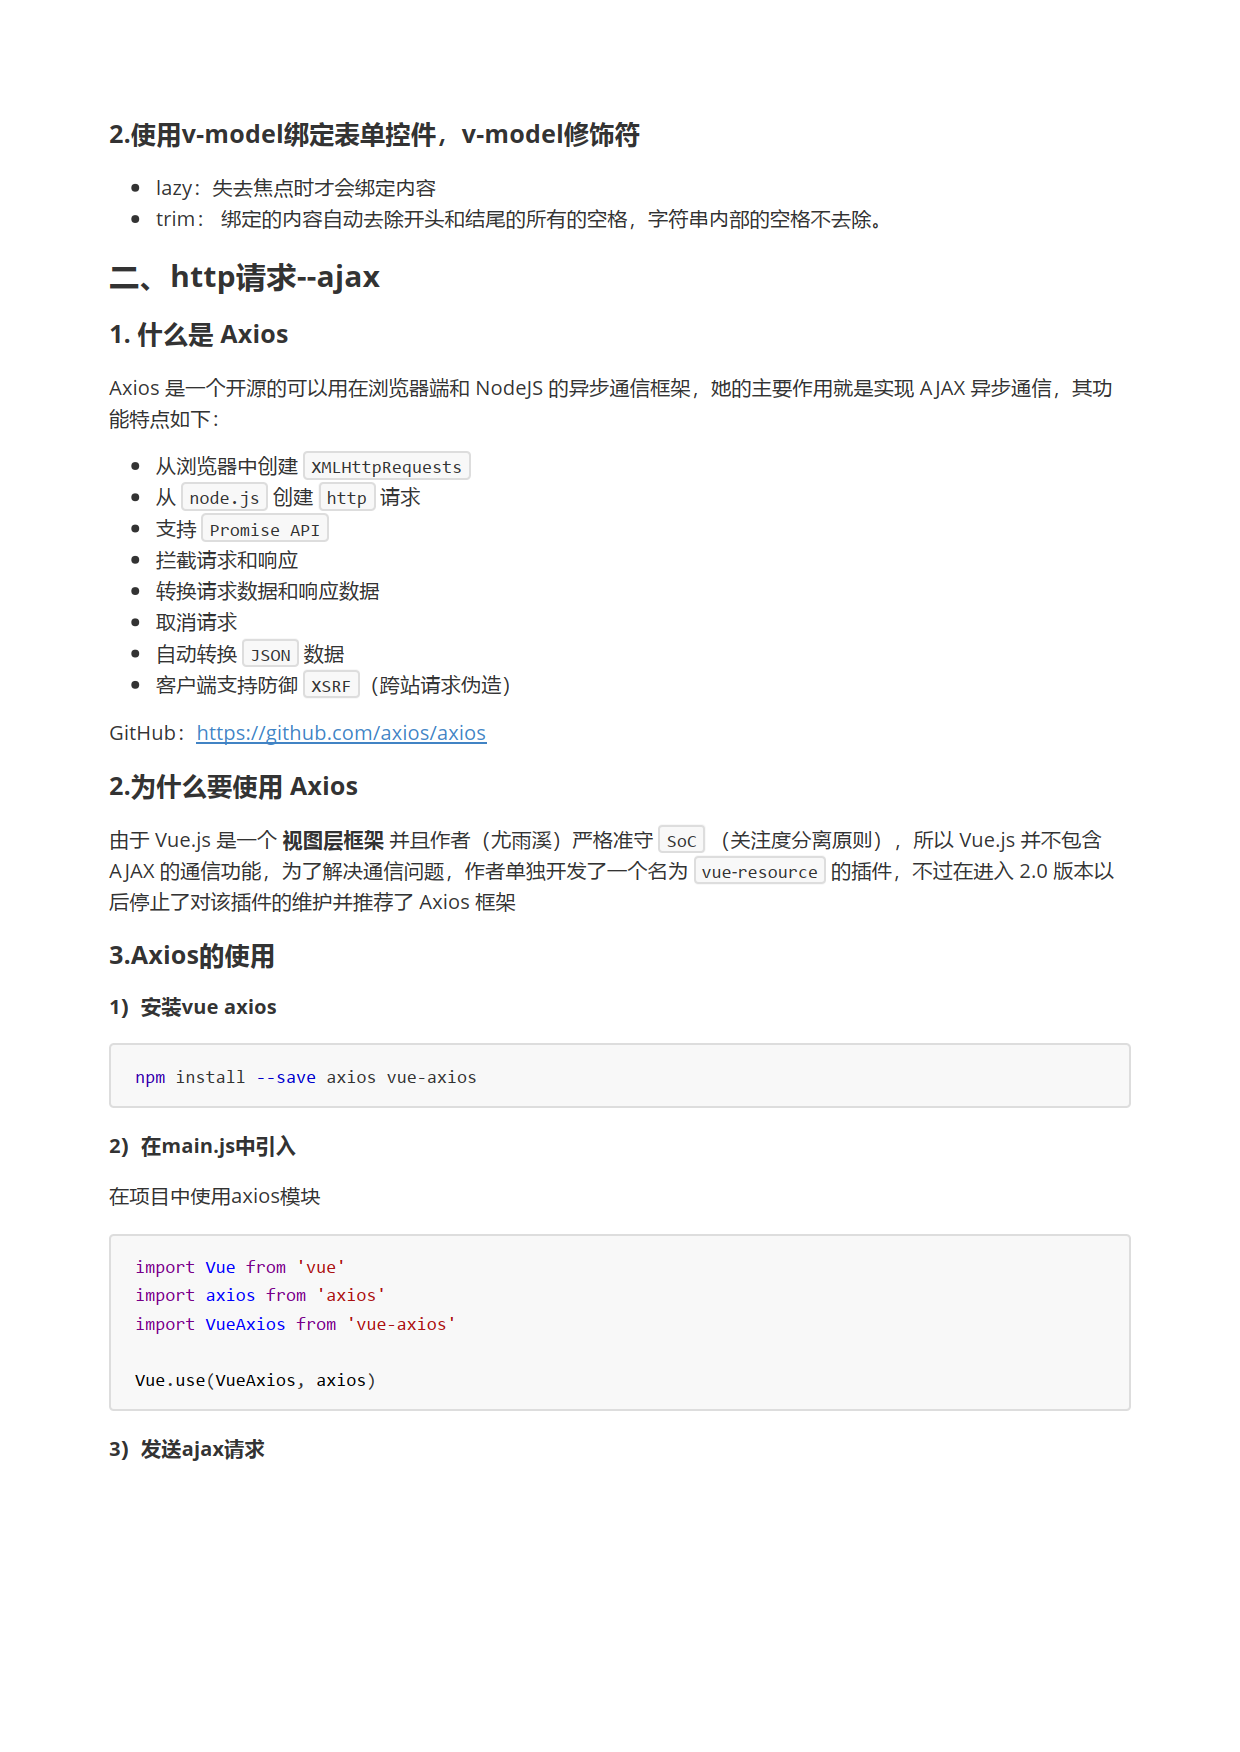 2.使用v-model绑定表单控件，v-model修饰符
lazy：失去焦点时才会绑定内容
trim： 绑定的内容自动去除开头和结尾的所有的空格，字符串内部的空格不去除。
二、http请求--ajax
1. 什么是 Axios
Axios 是一个开源的可以用在浏览器端和 NodeJS 的异步通信框架，她的主要作用就是实现 AJAX 异步通信，其功
能特点如下：
从浏览器中创建 XMLHttpRequests
从 node.js 创建 http 请求
支持 Promise API
拦截请求和响应
转换请求数据和响应数据
取消请求
自动转换 JSON 数据
客户端支持防御 XSRF（跨站请求伪造）
GitHub：https://github.com/axios/axios
2.为什么要使用 Axios
由于 Vue.js 是一个 视图层框架 并且作者（尤雨溪）严格准守 SoC （关注度分离原则），所以 Vue.js 并不包含
AJAX 的通信功能，为了解决通信问题，作者单独开发了一个名为 vue-resource 的插件，不过在进入 2.0 版本以
后停止了对该插件的维护并推荐了 Axios 框架
3.Axios的使用
1）安装vue axios
npm install --save axios vue-axios
2）在main.js中引入
在项目中使用axios模块
import Vue from 'vue'
import axios from 'axios'
import VueAxios from 'vue-axios'
Vue.use(VueAxios, axios)
3）发送ajax请求